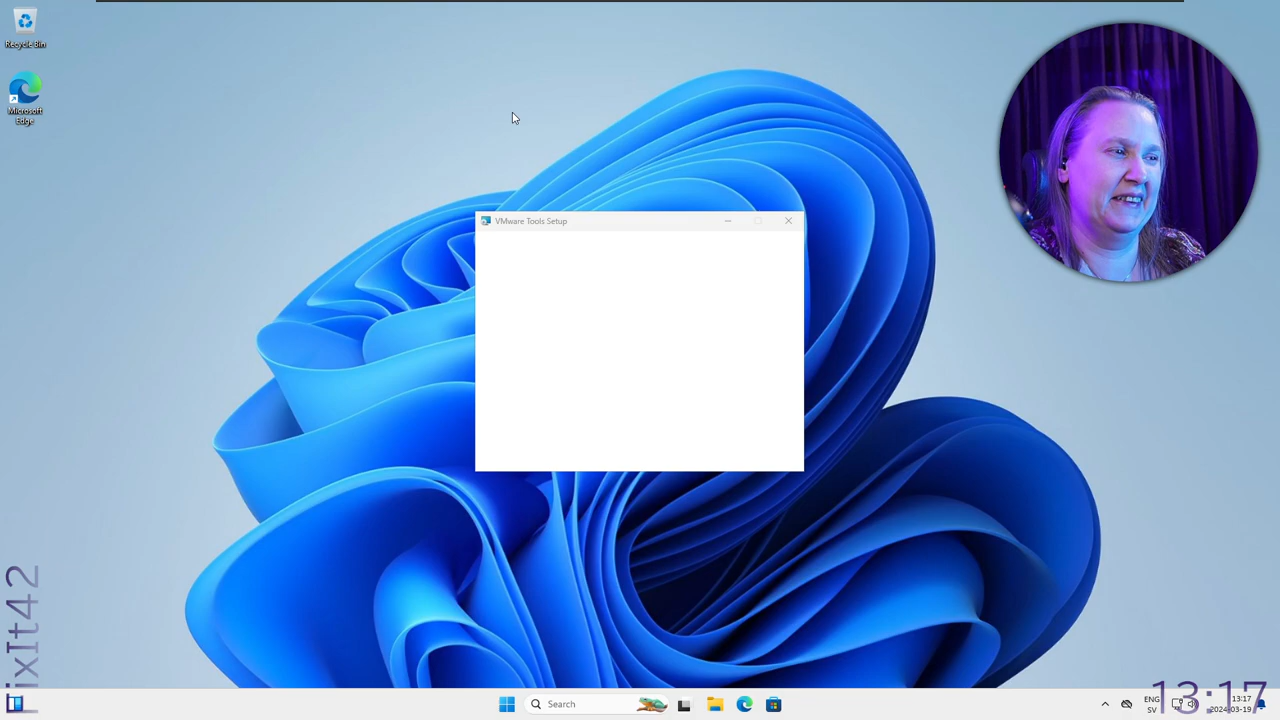 Recycle Bin
Microsoft
Edge
VMware Tools Setup
FixIt42
Search
ENG
SV
13:17
2024-03-19
13:17